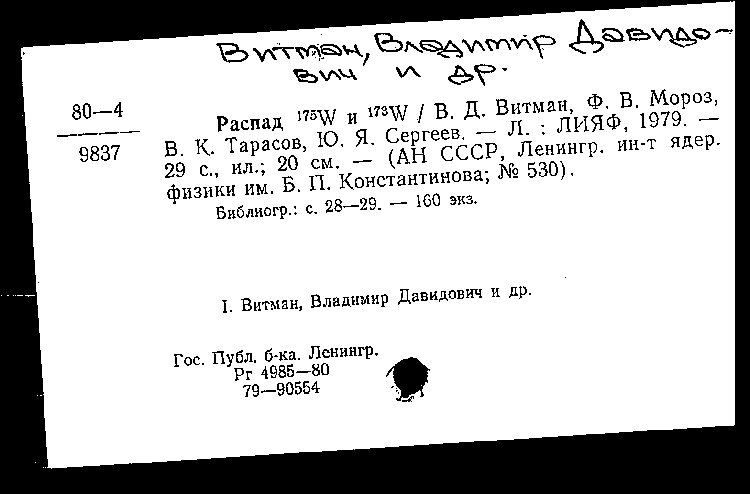 Витман, Владимир Давидо-
вич и др.
80—4
9837
Распад ¹⁷⁵W и ¹⁷³W / В. Д. Витман, Ф. В. Мороз,
В. К. Тарасов, Ю. Я. Сергеев. — Л. : ЛИЯФ, 1979. —
29 с., ил.; 20 см. — (АН СССР, Ленингр. ин-т ядер.
физики им. Б. П. Константинова; № 530).
Библиогр.: с. 28—29. — 160 экз.
I. Витман, Владимир Давидович и др.
Гос. Публ. б-ка. Ленингр.
Рг 4985—80
79—90554